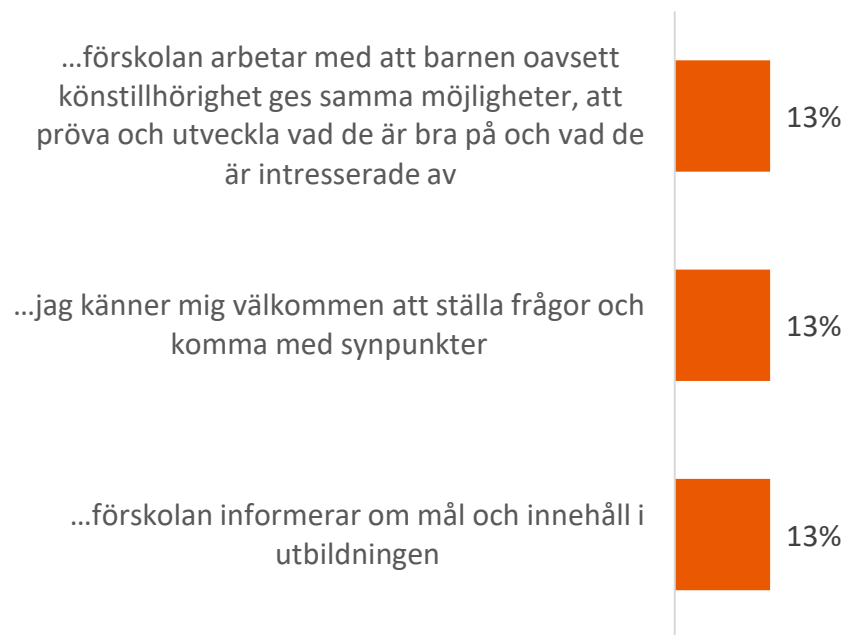 ...förskolan arbetar med att barnen oavsett
könstillhörighet ges samma möjligheter, att
pröva och utveckla vad de är bra på och vad de
är intresserade av
13%
...jag känner mig välkommen att ställa frågor och
komma med synpunkter
13%
...förskolan informerar om mål och innehåll i
utbildningen
13%